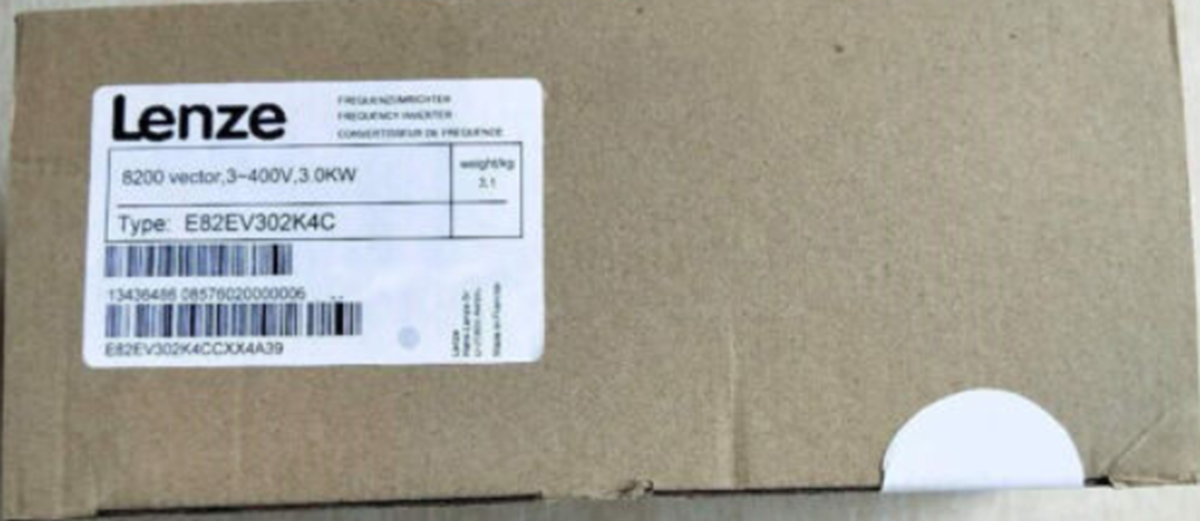 Lenze
FREQUENZUMRICHTER
FREQUENCY INVERTER
CONVERTISSEUR DE FREQUENCE
8200 vector,3~400V,3.0KW
weight/kg
3,1
Type: E82EV302K4C
13436486 08576020000006
E82EV302K4CCXX4A39
Lenze
Made in